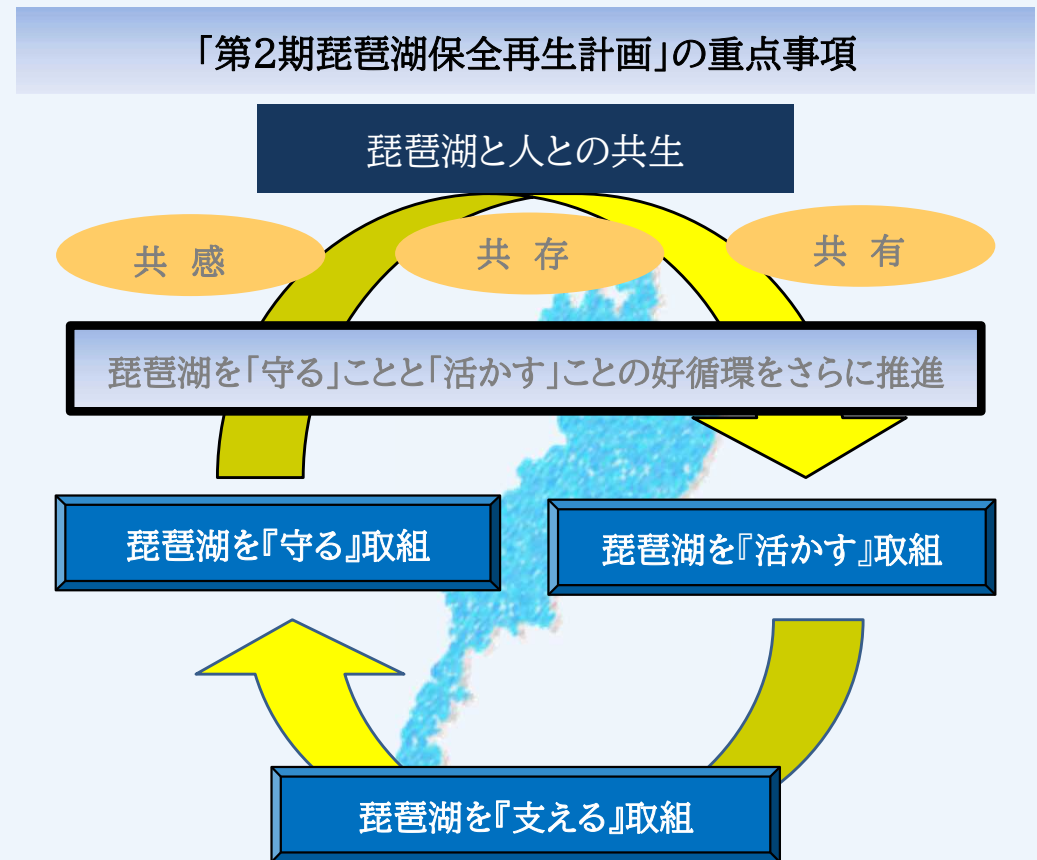 「第2期琵琶湖保全再生計画」の重点事項
琵琶湖と人との共生
共 感
共 存
共 有
琵琶湖を「守る」ことと「活かす」ことの好循環をさらに推進
琵琶湖を『守る』取組
琵琶湖を『活かす』取組
琵琶湖を『支える』取組